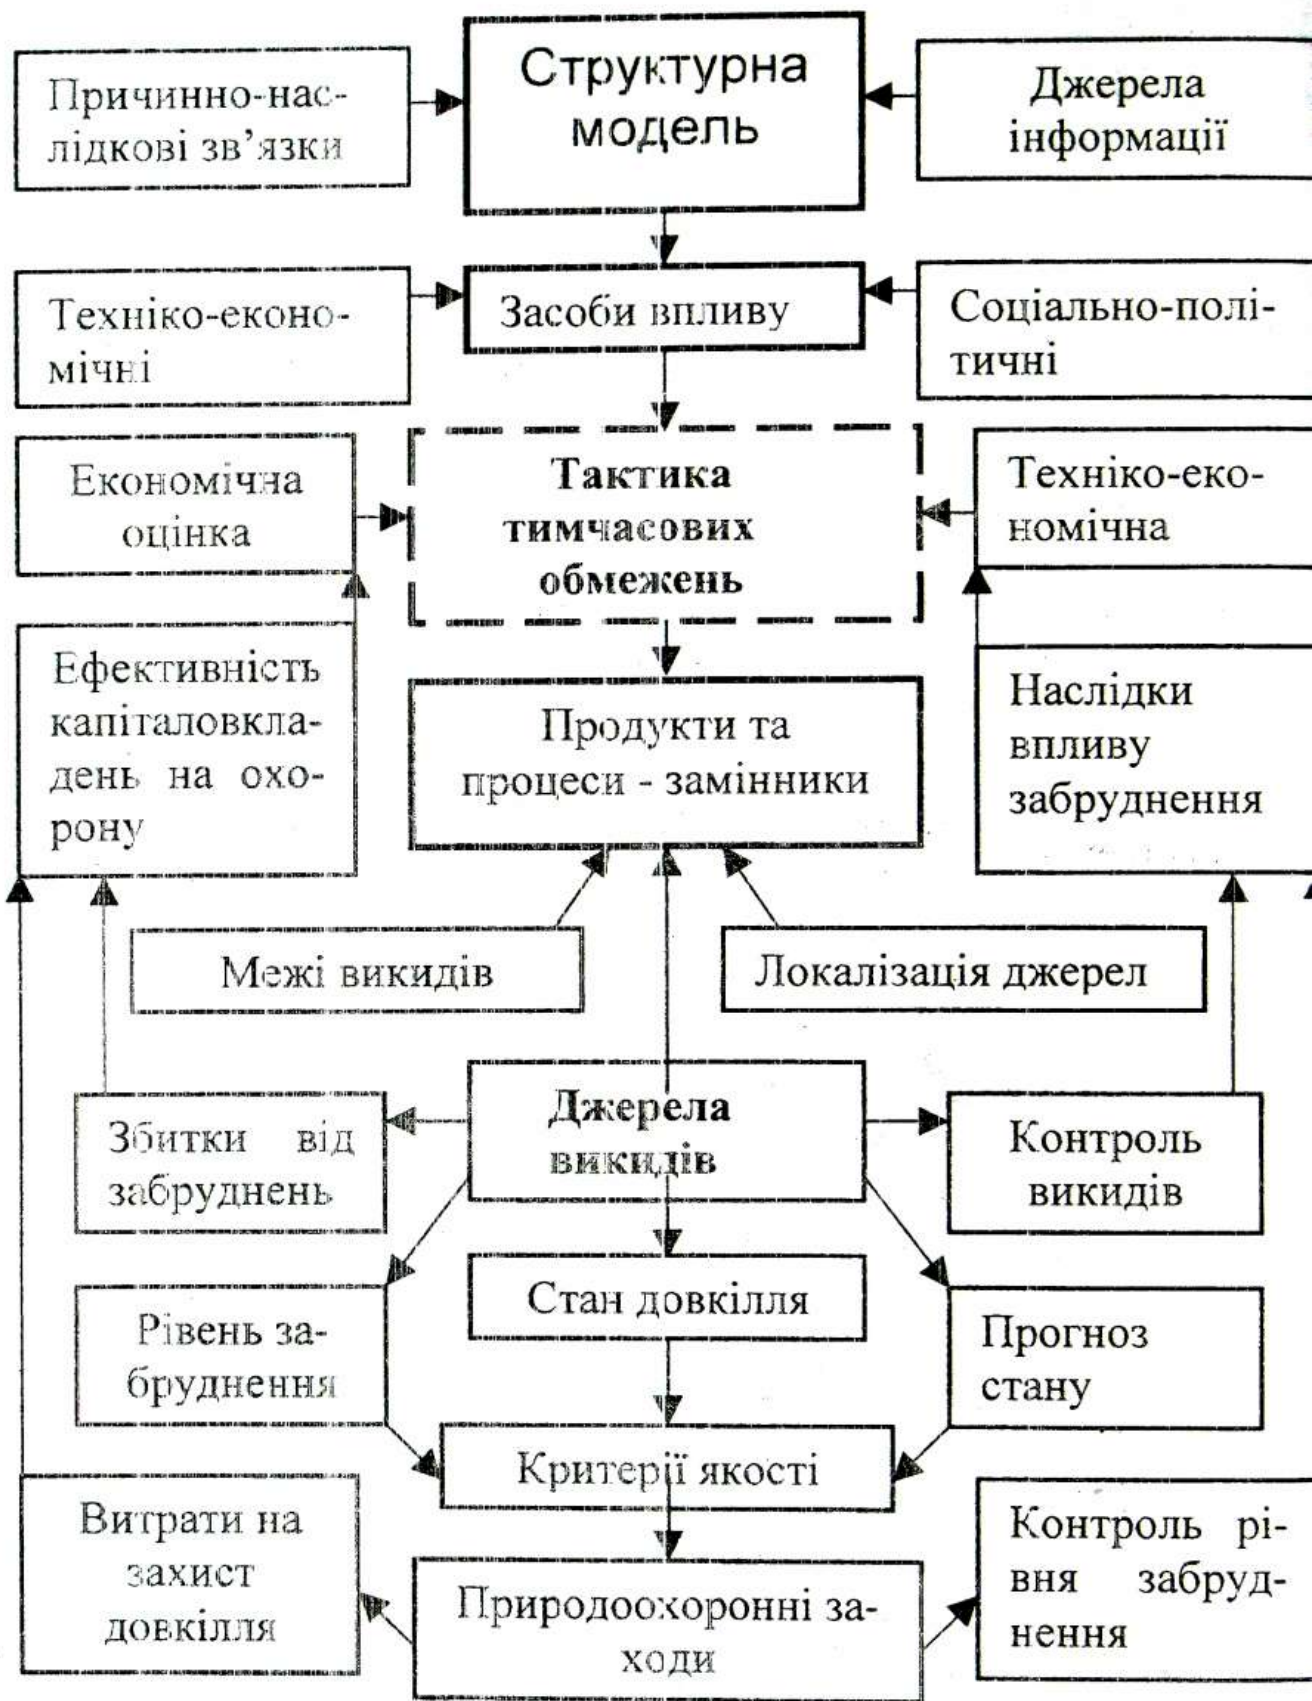 Структурна
модель
Причинно-нас-
лідкові зв’язки
Джерела
інформації
Техніко-еконо-
мічні
Засоби впливу
Соціально-полі-
тичні
Економічна
оцінка
Тактика
тимчасових
обмежень
Техніко-еко-
номічна
Ефективність
капіталовкла-
день на охо-
рону
Продукти та
процеси - замінники
Наслідки
впливу
забруднення
Межі викидів
Локалізація джерел
Збитки від
забруднень
Джерела
викидів
Контроль
викидів
Рівень за-
бруднення
Стан довкілля
Прогноз
стану
Критерії якості
Витрати на
захист
довкілля
Природоохоронні за-
ходи
Контроль рі-
вня забруд-
нення